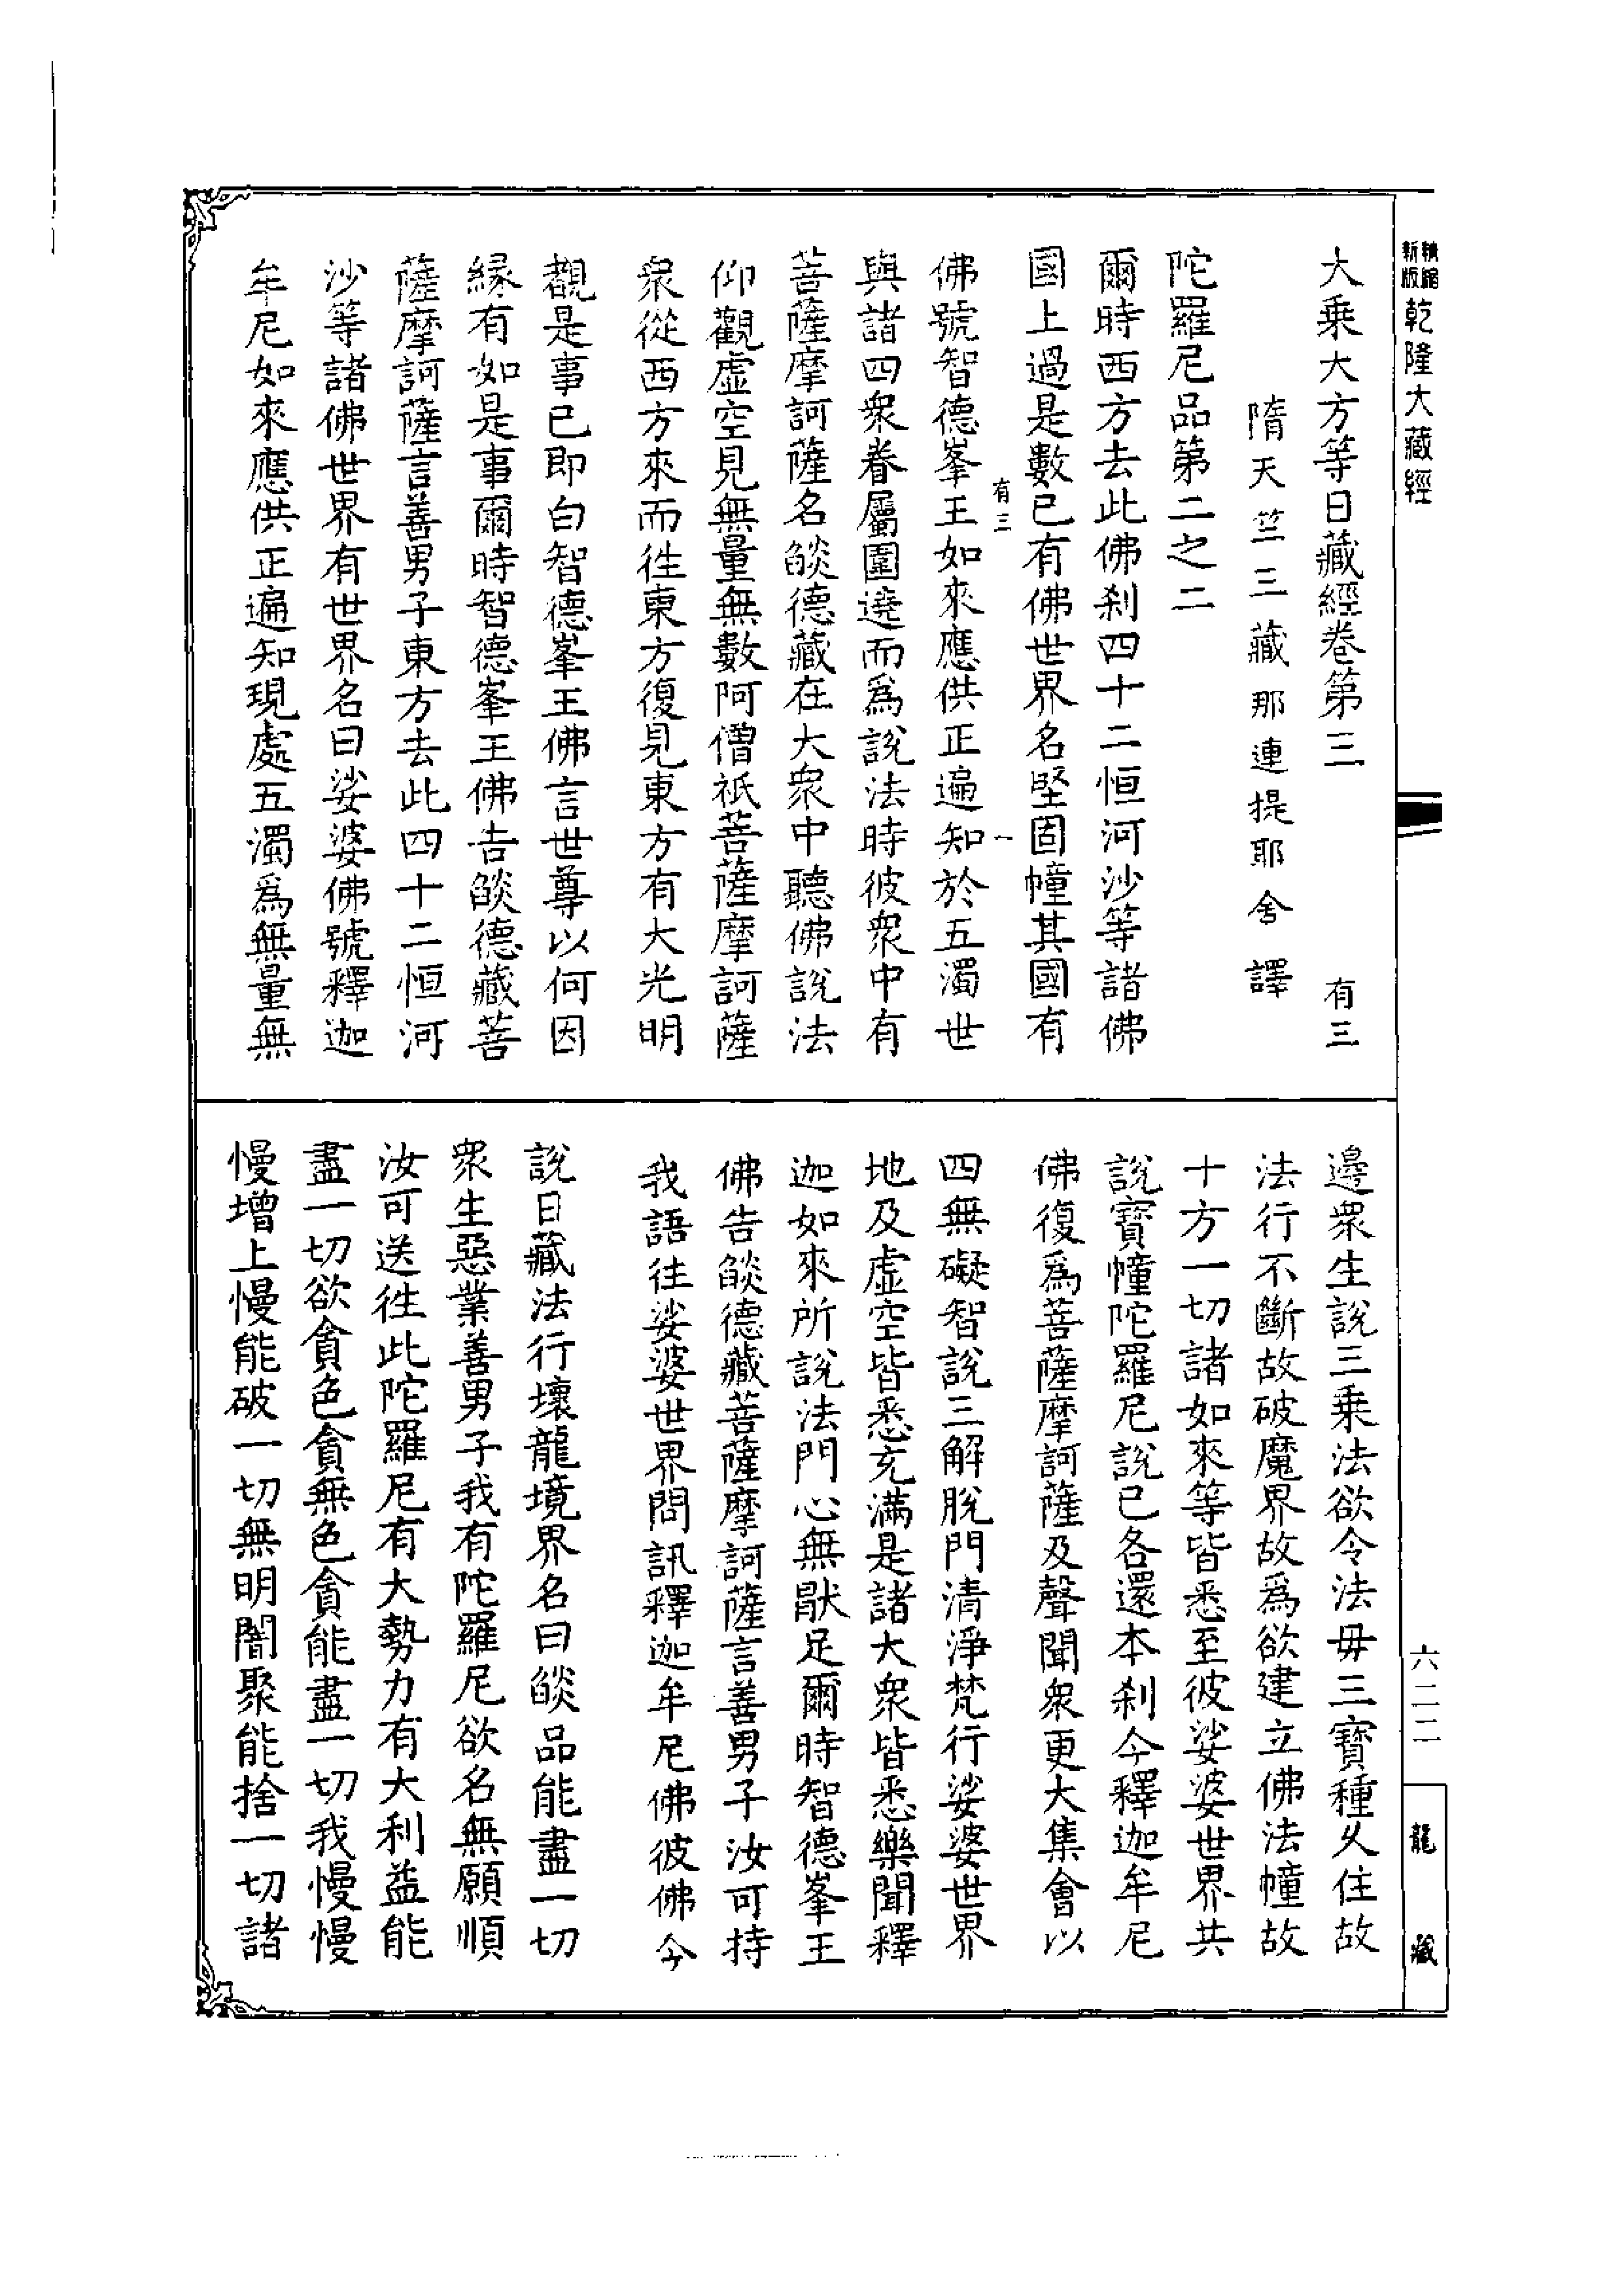 精縮新版乾隆大藏經
大乘大方等日藏經卷第三 有三
隋天竺三藏那連提耶舍譯
陀羅尼品第二之二
爾時西方去此佛刹四十二恒河沙等諸佛
國上過是數已有佛世界名堅固幢其國有
有三 一
佛號智德峯王如來應供正遍知於五濁世
與諸四衆眷屬圍遶而爲說法時彼衆中有
菩薩摩訶薩名燄德藏在大衆中聽佛說法
仰觀虛空見無量無數阿僧祇菩薩摩訶薩
衆從西方來而徃東方復見東方有大光明
覩是事已即白智德峯王佛言世尊以何因
緣有如是事爾時智德峯王佛告燄德藏菩
薩摩訶薩言善男子東方去此四十二恒河
沙等諸佛世界有世界名曰娑婆佛號釋迦
牟尼如來應供正遍知現處五濁爲無量無
邊衆生說三乘法欲令法毋三寶種久住故
法行不斷故破魔界故爲欲建立佛法幢故
十方一切諸如來等皆悉至彼娑婆世界共
說寶幢陀羅尼說已各還本刹今釋迦牟尼
佛復爲菩薩摩訶薩及聲聞衆更大集會以
四無礙智說三解脫門清淨梵行娑婆世界
地及虛空皆悉充滿是諸大衆皆悉樂聞釋
迦如來所說法門心無猒足爾時智德峯王
佛告燄德藏菩薩摩訶薩言善男子汝可持
我語徃娑婆世界問訊釋迦牟尼佛彼佛今
說日藏法行壞龍境界名曰燄品能盡一切
衆生惡業善男子我有陀羅尼欲名無願順
汝可送徃此陀羅尼有大勢力有大利益能
盡一切欲貪色貪無色貪能盡一切我慢慢
慢增上慢能破一切無明闇聚能捨一切諸
六二二
龍藏